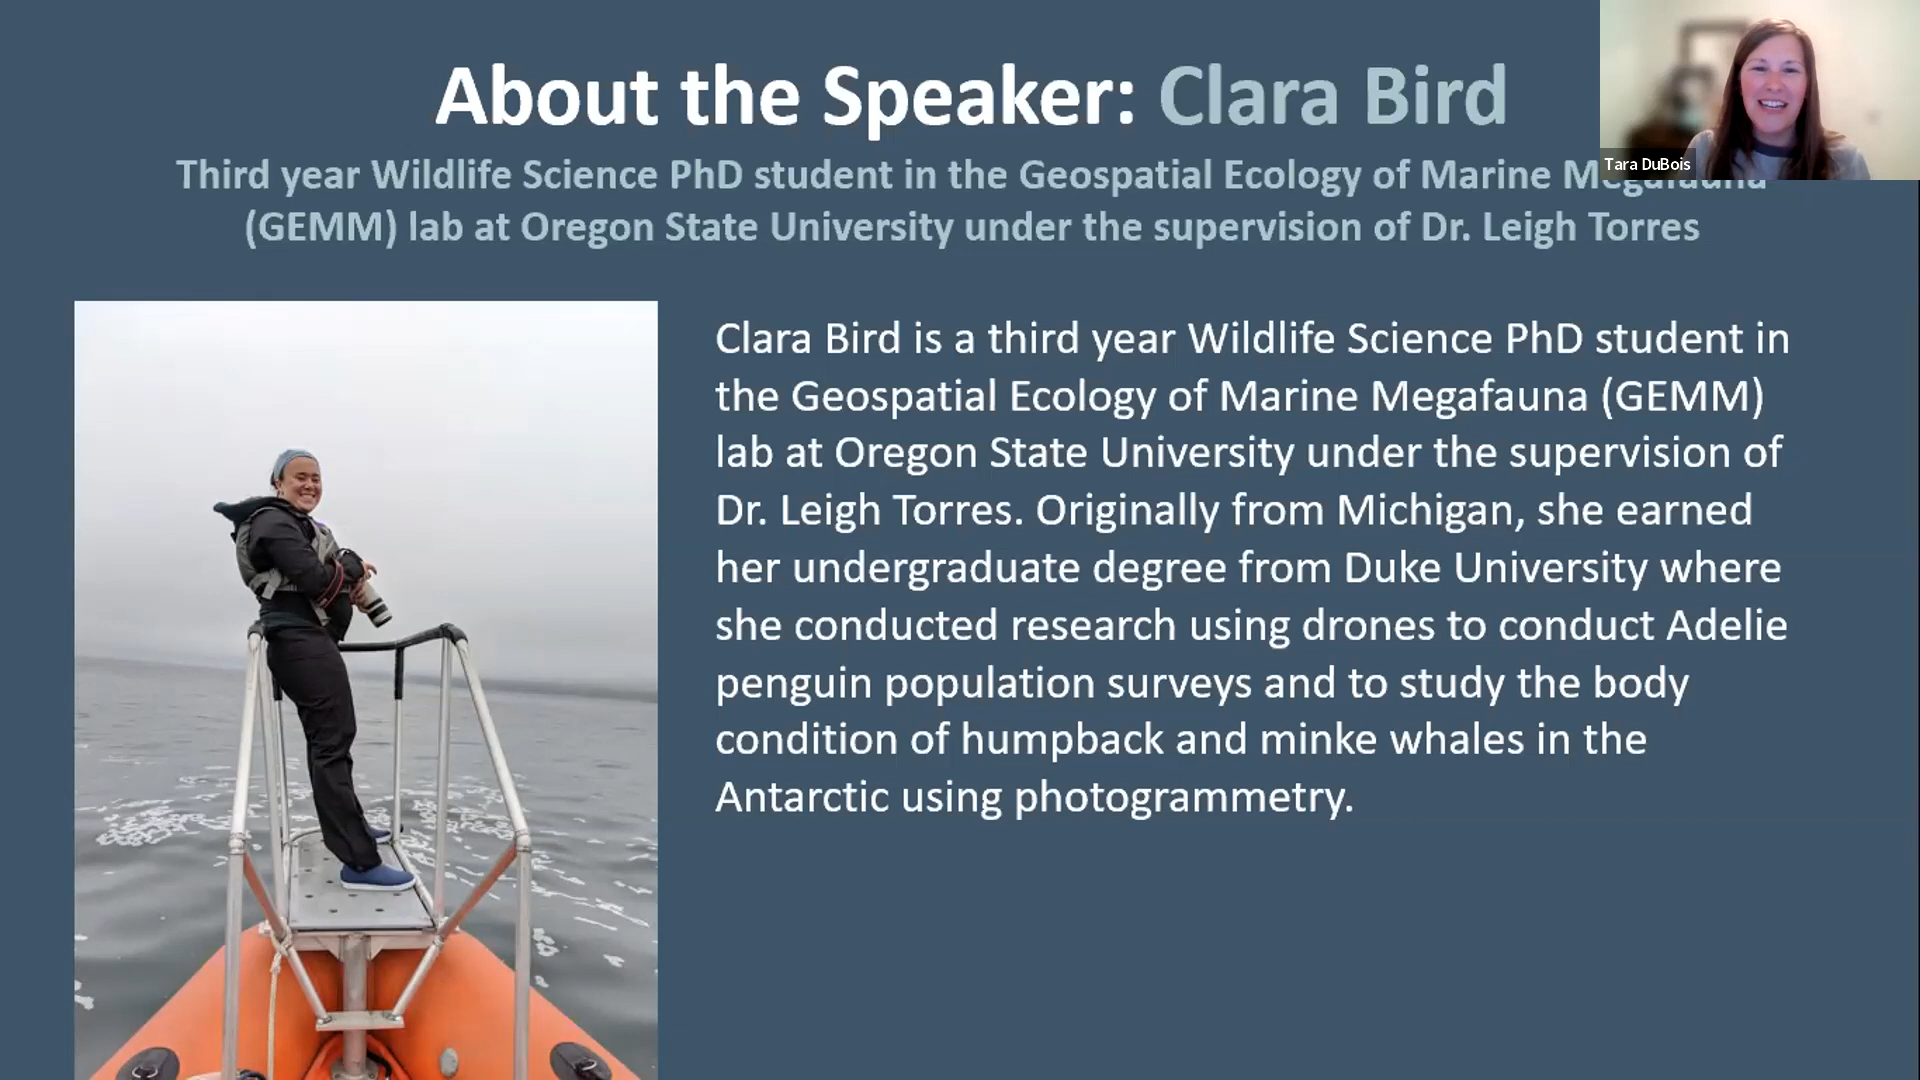 About the Speaker: Clara Bird
Tara DuBois
Third year Wildlife Science PhD student in the Geospatial Ecology of Marine Megafauna
(GEMM) lab at Oregon State University under the supervision of Dr. Leigh Torres
Clara Bird is a third year Wildlife Science PhD student in
the Geospatial Ecology of Marine Megafauna (GEMM)
lab at Oregon State University under the supervision of
Dr. Leigh Torres. Originally from Michigan, she earned
her undergraduate degree from Duke University where
she conducted research using drones to conduct Adelie
penguin population surveys and to study the body
condition of humpback and minke whales in the
Antarctic using photogrammetry.